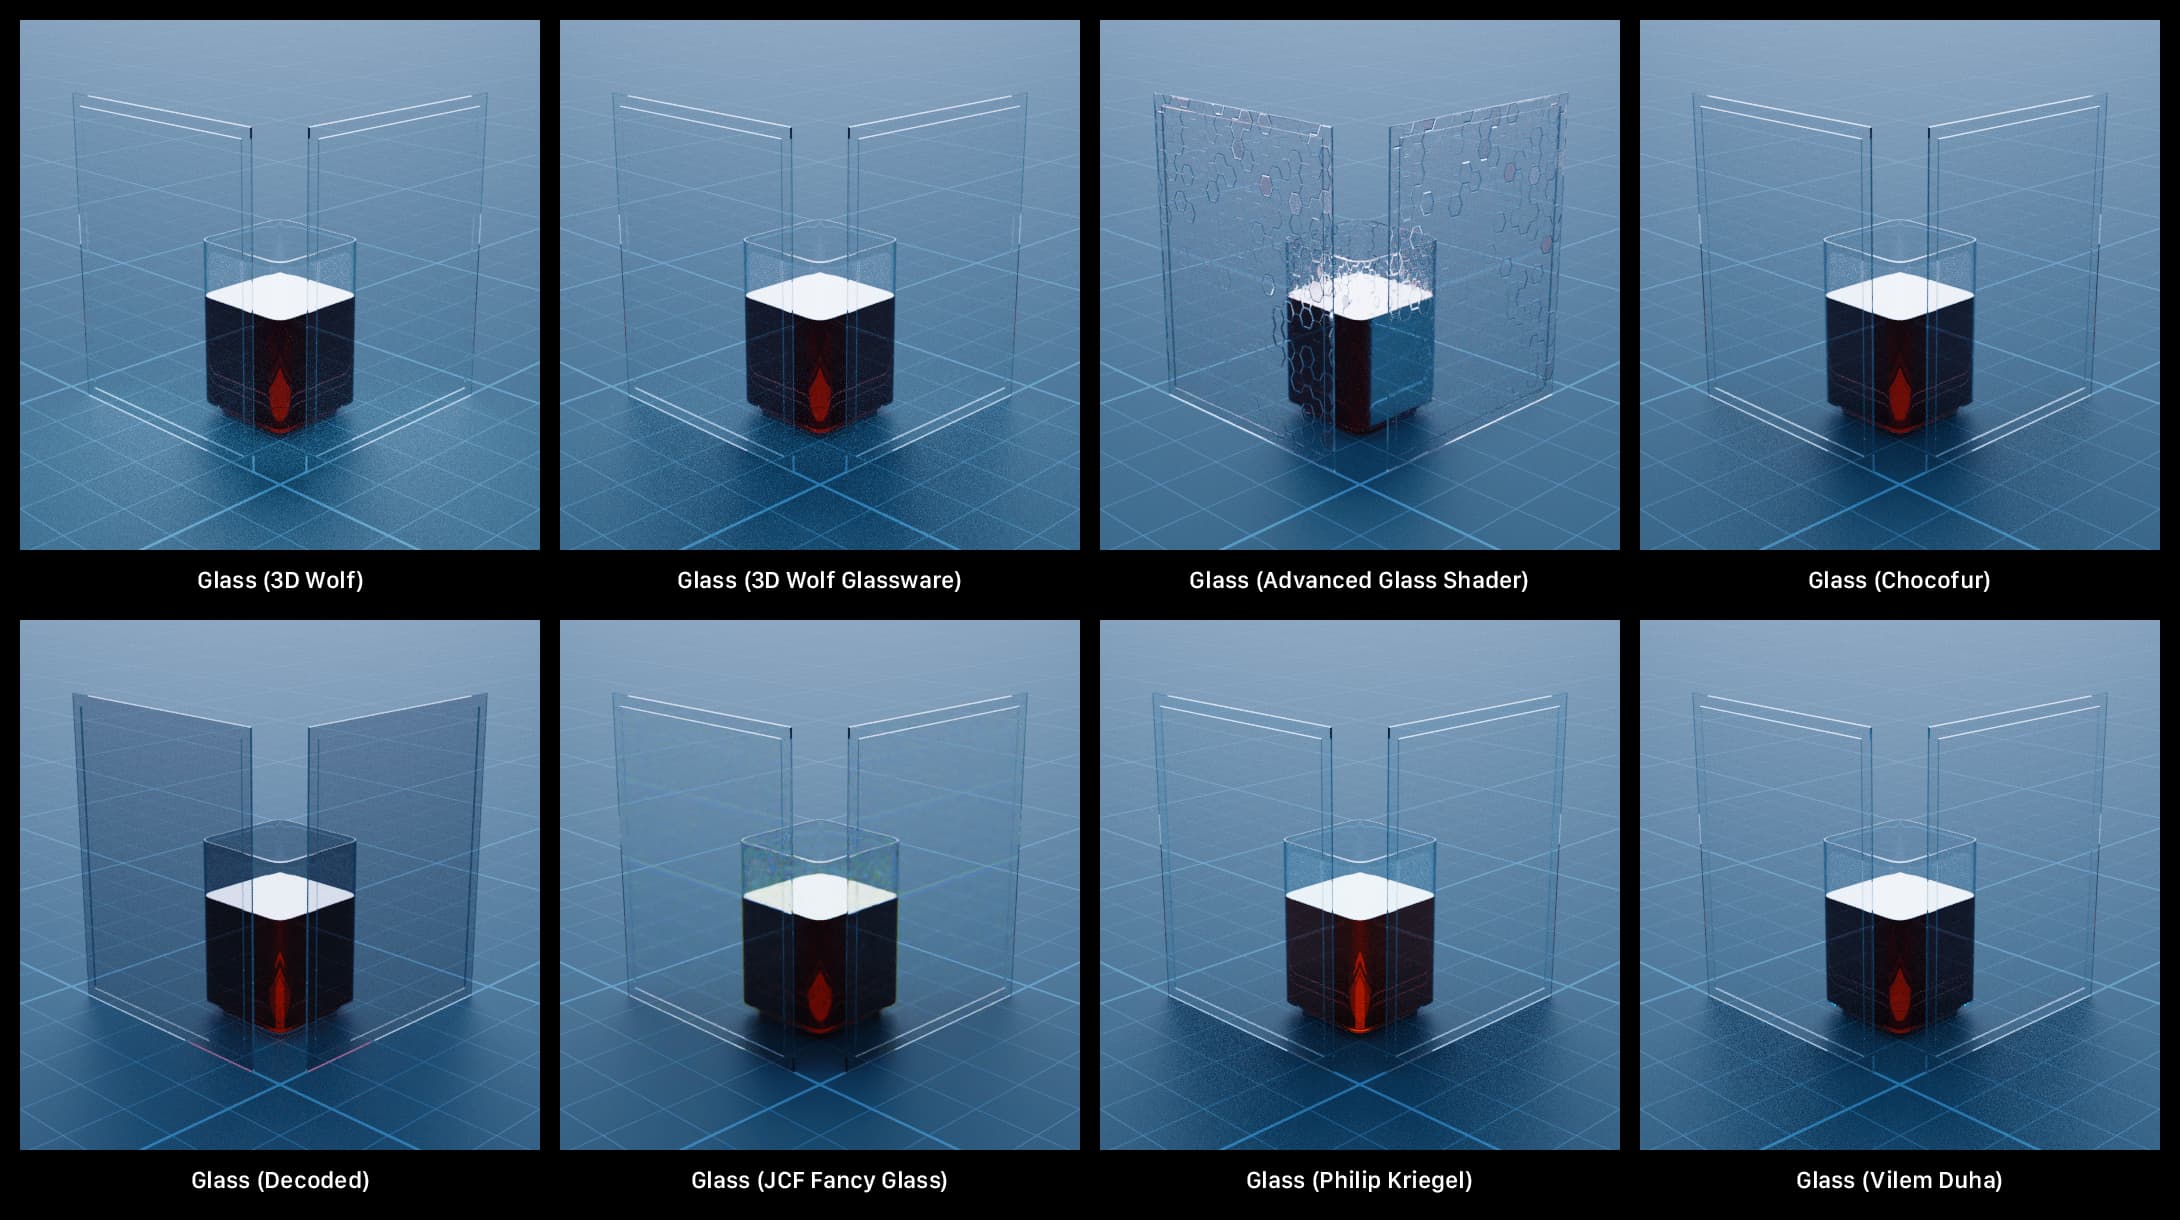 Glass (3D Wolf)
Glass (3D Wolf Glassware)
Glass (Advanced Glass Shader)
Glass (Chocofur)
Glass (Decoded)
Glass (JCF Fancy Glass)
Glass (Philip Kriegel)
Glass (Vilem Duha)